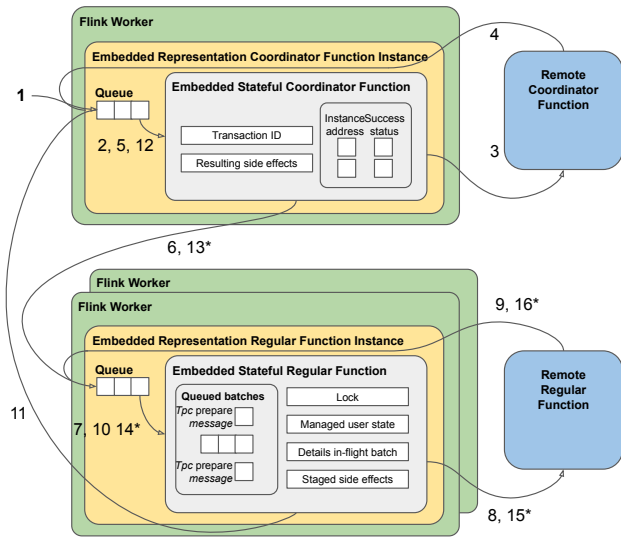 Flink Worker
Embedded Representation Coordinator Function Instance
4
1
Queue
2, 5, 12
Embedded Stateful Coordinator Function
Transaction ID
Resulting side effects
InstanceSuccess
address status
3
Remote
Coordinator
Function
6, 13*
Flink Worker
Flink Worker
9, 16*
Embedded Representation Regular Function Instance
Queue
11
7, 10 14*
Embedded Stateful Regular Function
Queued batches
Tpc prepare
message
Tpc prepare
message
Lock
Managed user state
Details in-flight batch
Staged side effects
8, 15*
Remote
Regular
Function